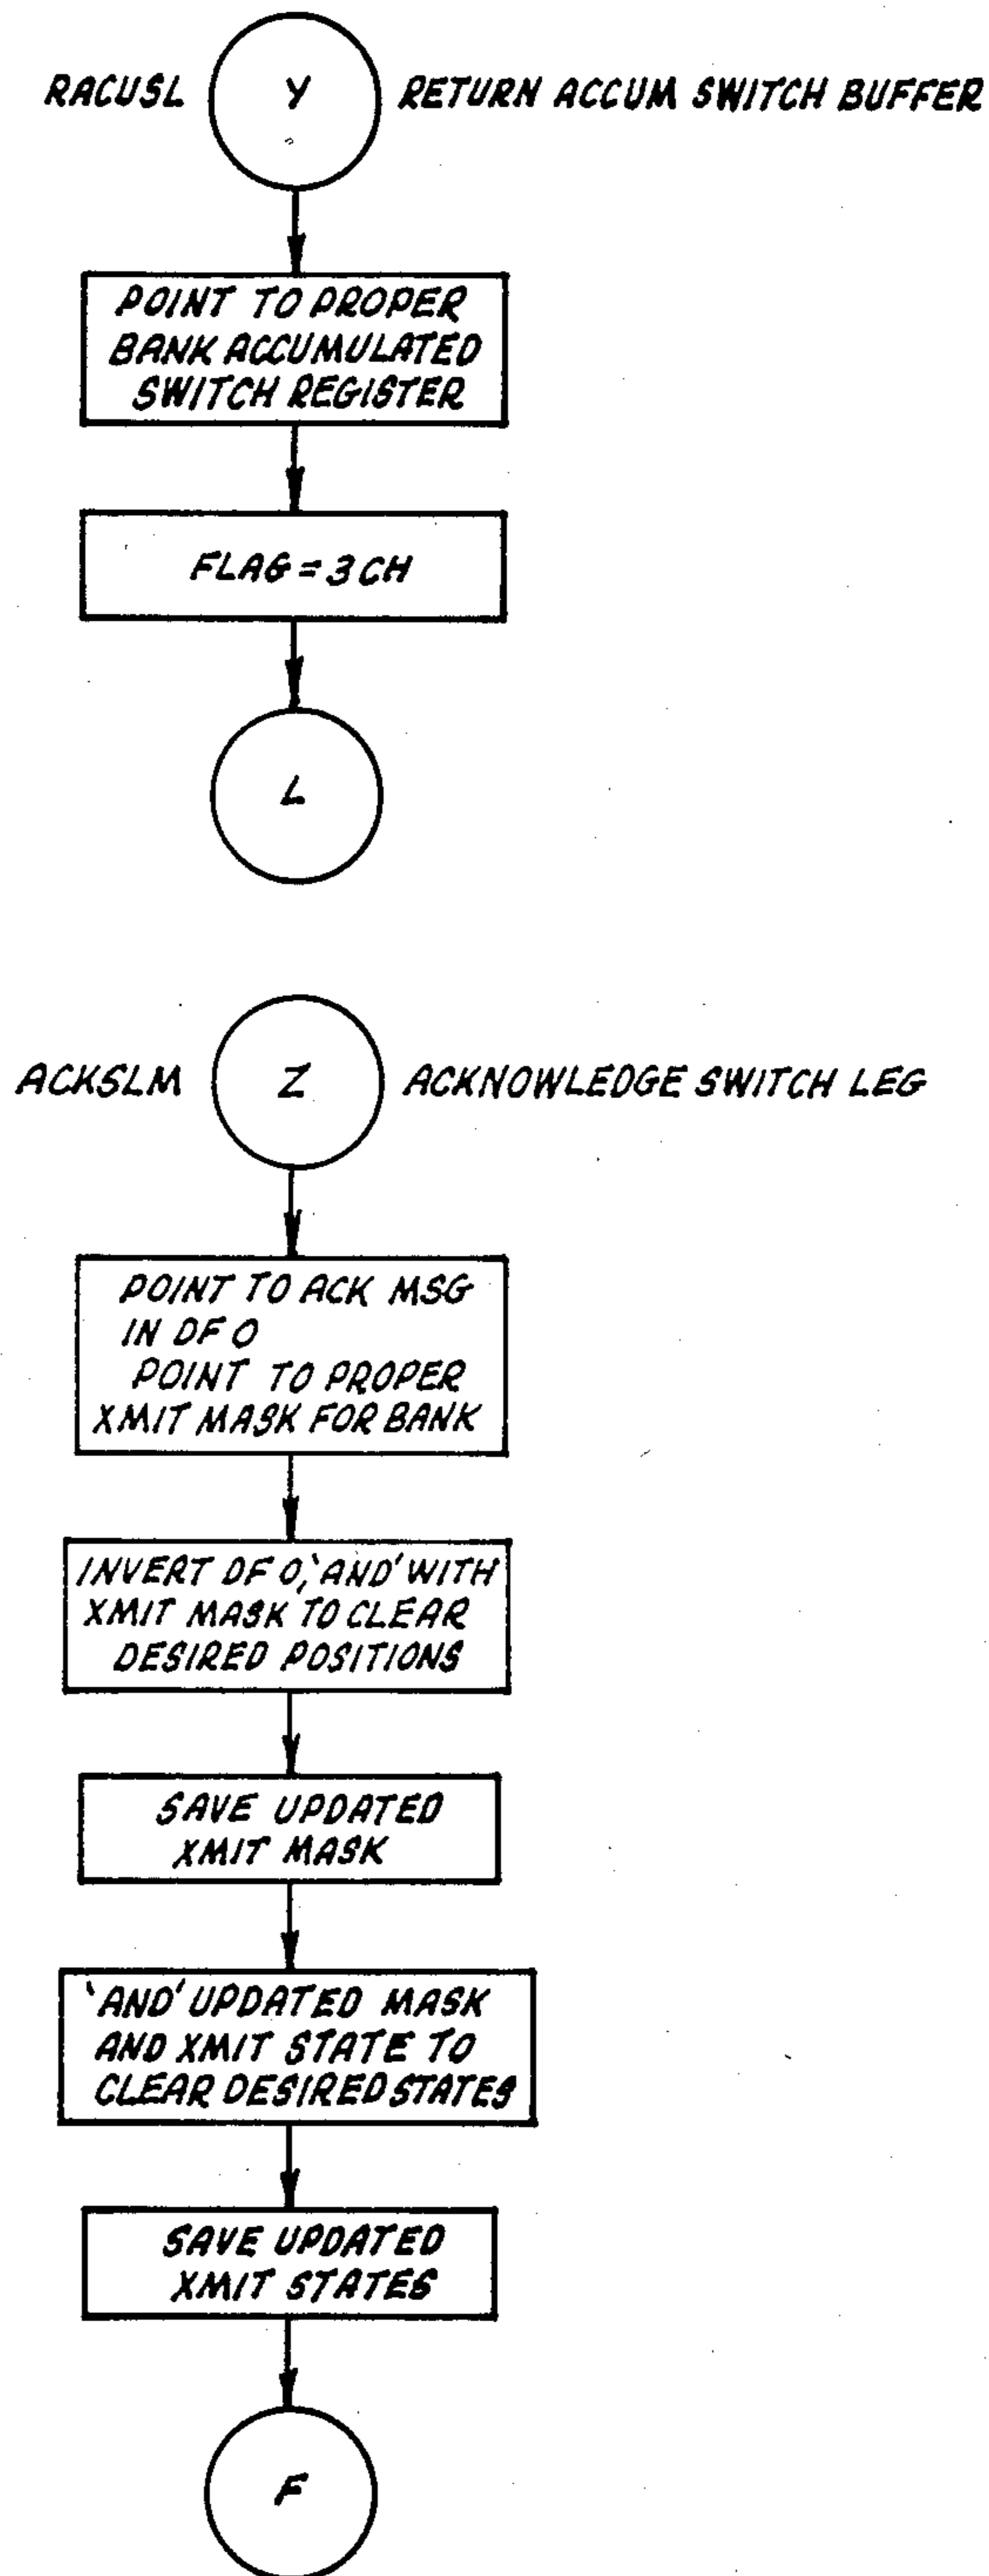 RACUSL Y RETURN ACCUM SWITCH BUFFER
POINT TO PROPER
BANK ACCUMULATED
SWITCH REGISTER
FLAG = 3CH
L
ACKSLM Z ACKNOWLEDGE SWITCH LEG
POINT TO ACK MSG
IN DF 0
POINT TO PROPER
XMIT MASK FOR BANK
INVERT DF 0, 'AND' WITH
XMIT MASK TO CLEAR
DESIRED POSITIONS
SAVE UPDATED
XMIT MASK
'AND' UPDATED MASK
AND XMIT STATE TO
CLEAR DESIRED STATES
SAVE UPDATED
XMIT STATES
F